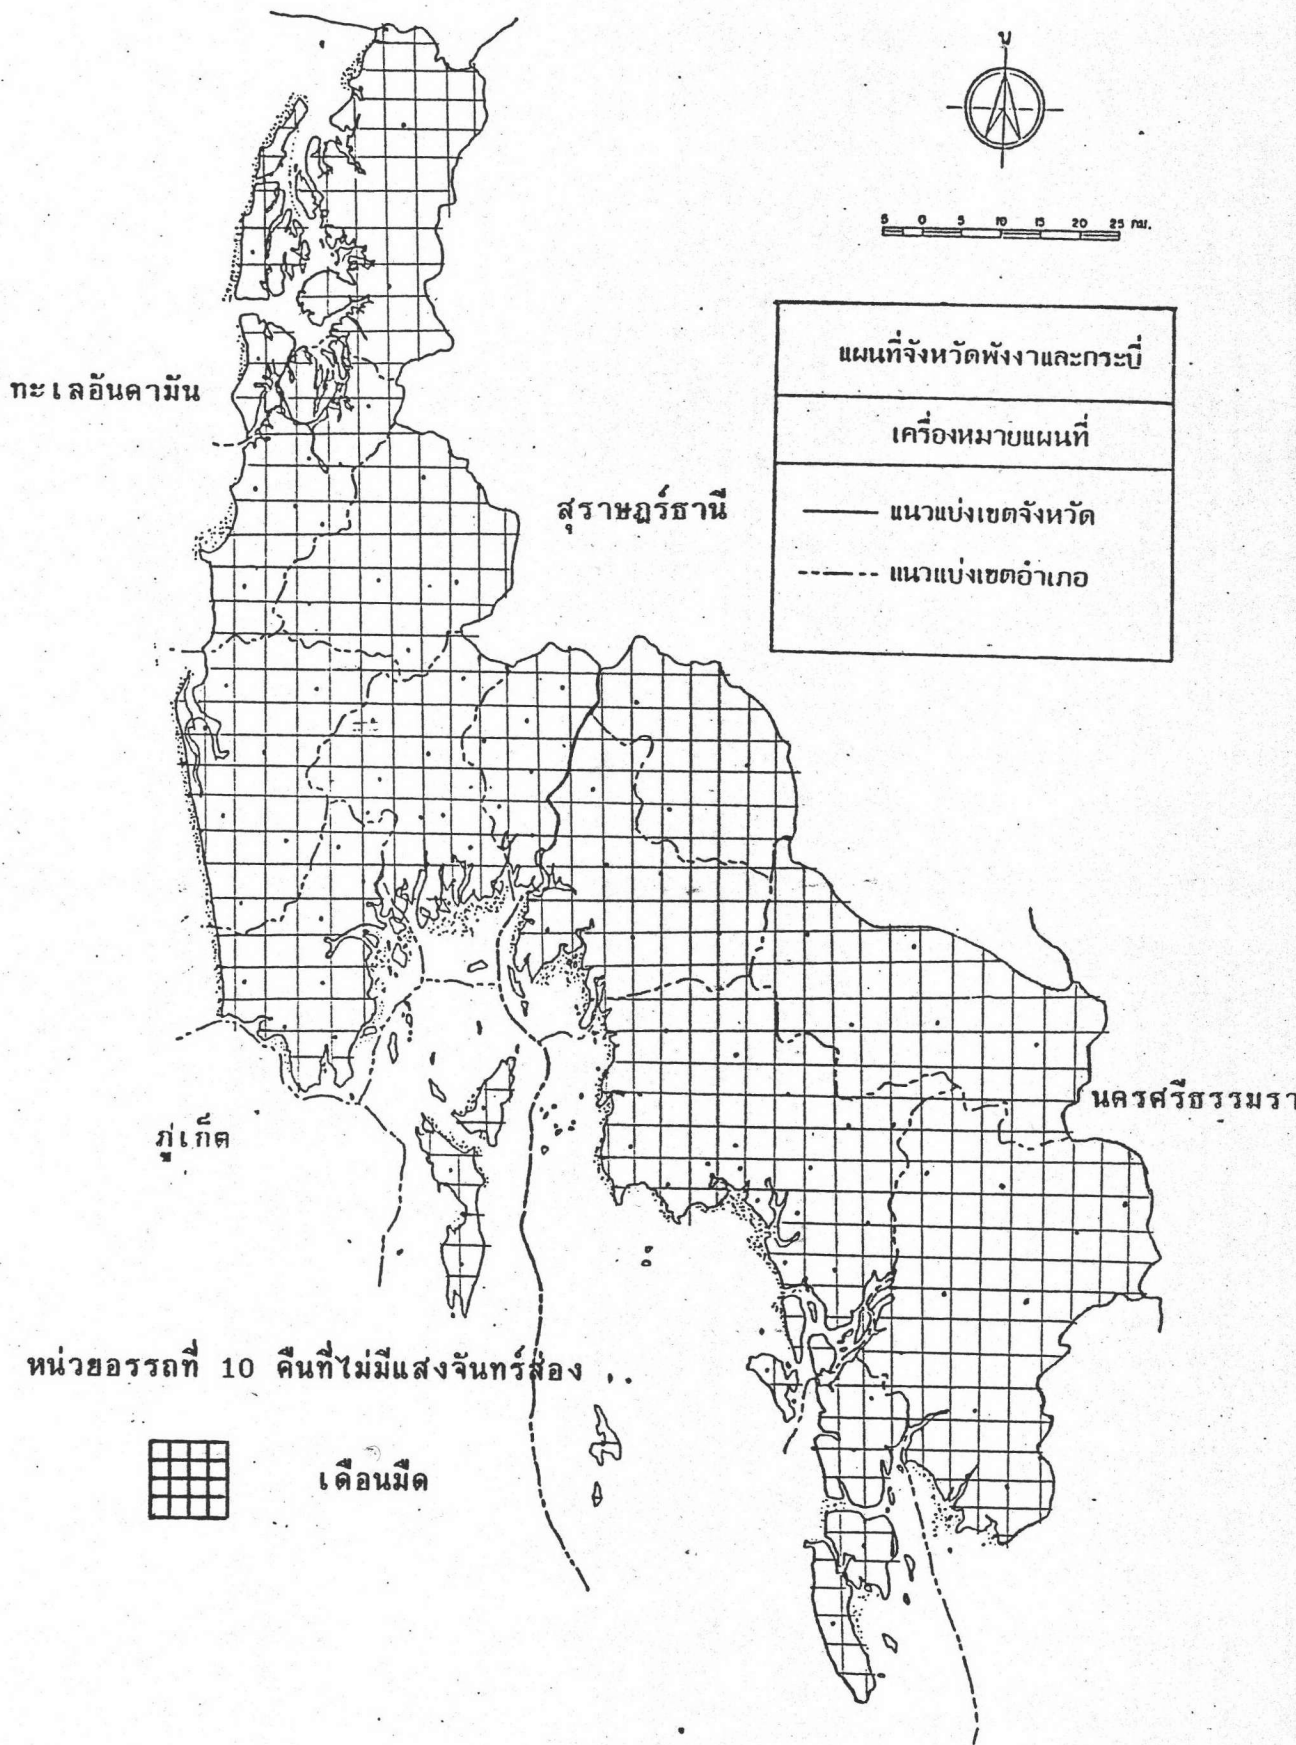 น
5 0 5 10 15 20 25 กม.
แผนที่จังหวัดพังงาและกระบี่
เครื่องหมายแผนที่
แนวแบ่งเขตจังหวัด
แนวแบ่งเขตอำเภอ
ทะเลอันดามัน
สุราษฎร์ธานี
นครศรีธรรมรา
ภูเก็ต
หน่วยอรรถที่ 10 คืนที่ไม่มีแสงจันทร์ส่อง
เดือนมืด